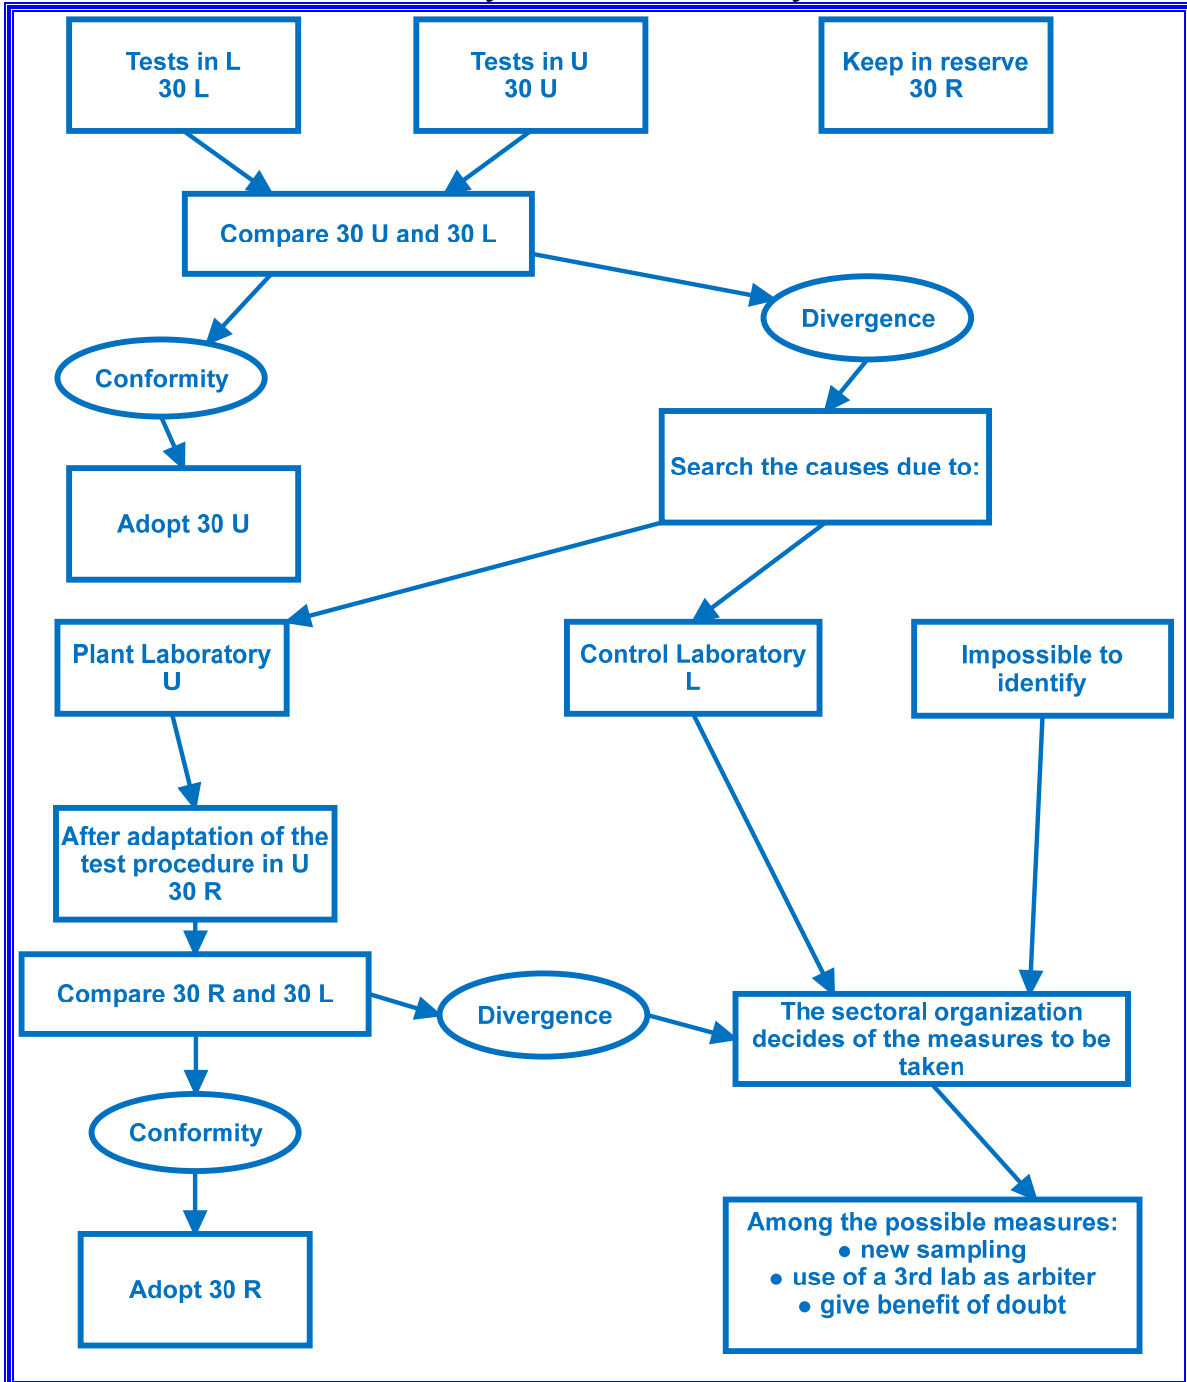 Tests in L
30 L
Tests in U
30 U
Keep in reserve
30 R
Compare 30 U and 30 L
Divergence
Conformity
Search the causes due to:
Adopt 30 U
Plant Laboratory
U
Control Laboratory
L
Impossible to
identify
After adaptation of the
test procedure in U
30 R
Compare 30 R and 30 L
Divergence
The sectoral organization
decides of the measures to be
taken
Conformity
Adopt 30 R
Among the possible measures:
● new sampling
● use of a 3rd lab as arbiter
● give benefit of doubt